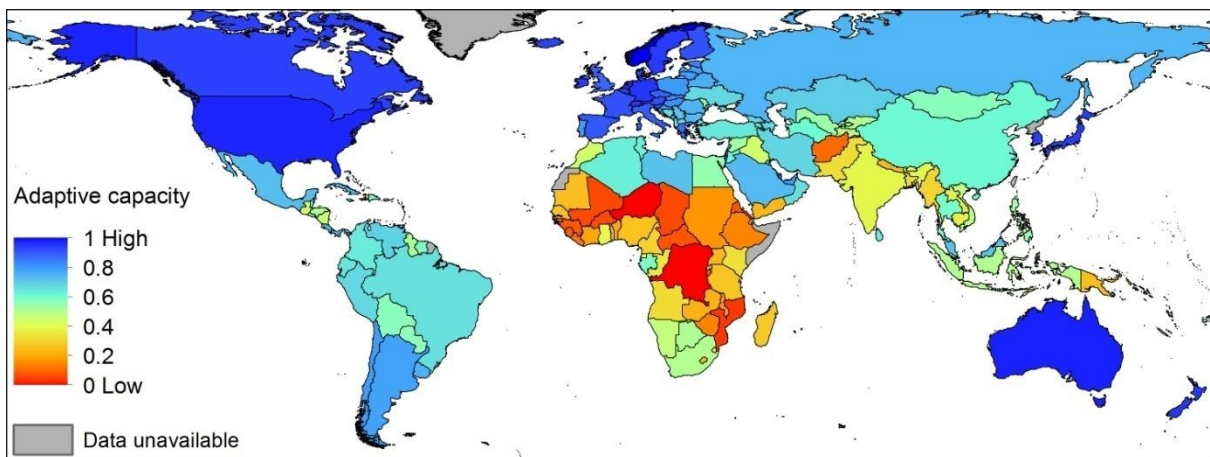 Adaptive capacity
1 High
0.8
0.6
0.4
0.2
0 Low
Data unavailable